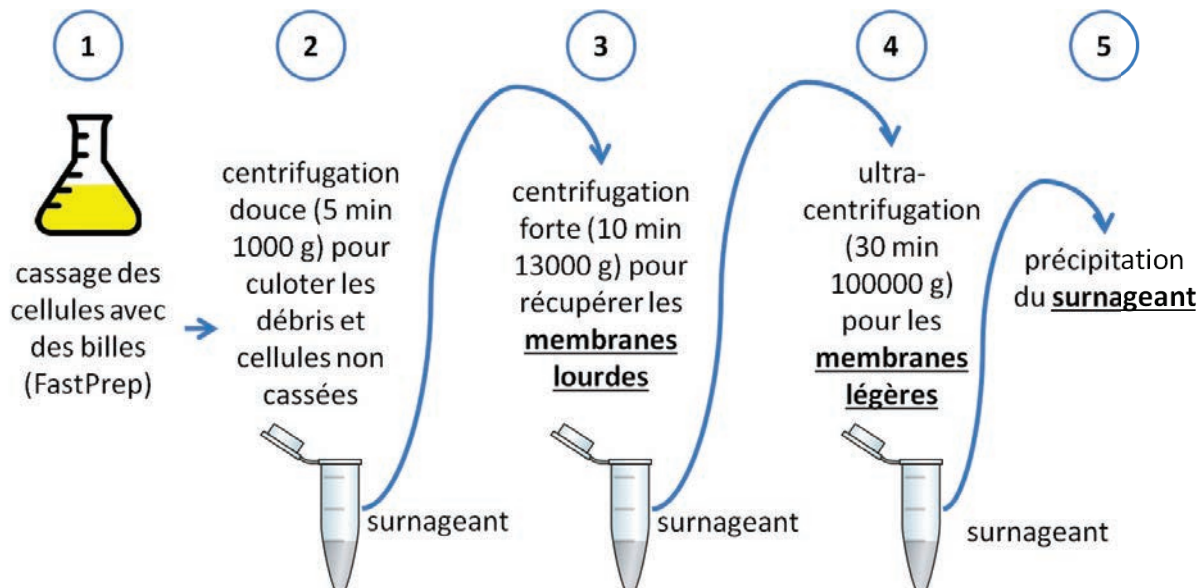 1
2
3
4
5
cassage des
cellules avec
des billes
(FastPrep)
centrifugation
douce (5 min
1000 g) pour
culoter les
débris et
cellules non
cassées
surnageant
centrifugation
forte (10 min
13000 g) pour
récupérer les
membranes
lourdes
surnageant
ultra-
centrifugation
(30 min
100000 g)
pour les
membranes
légères
surnageant
précipitation
du surnageant